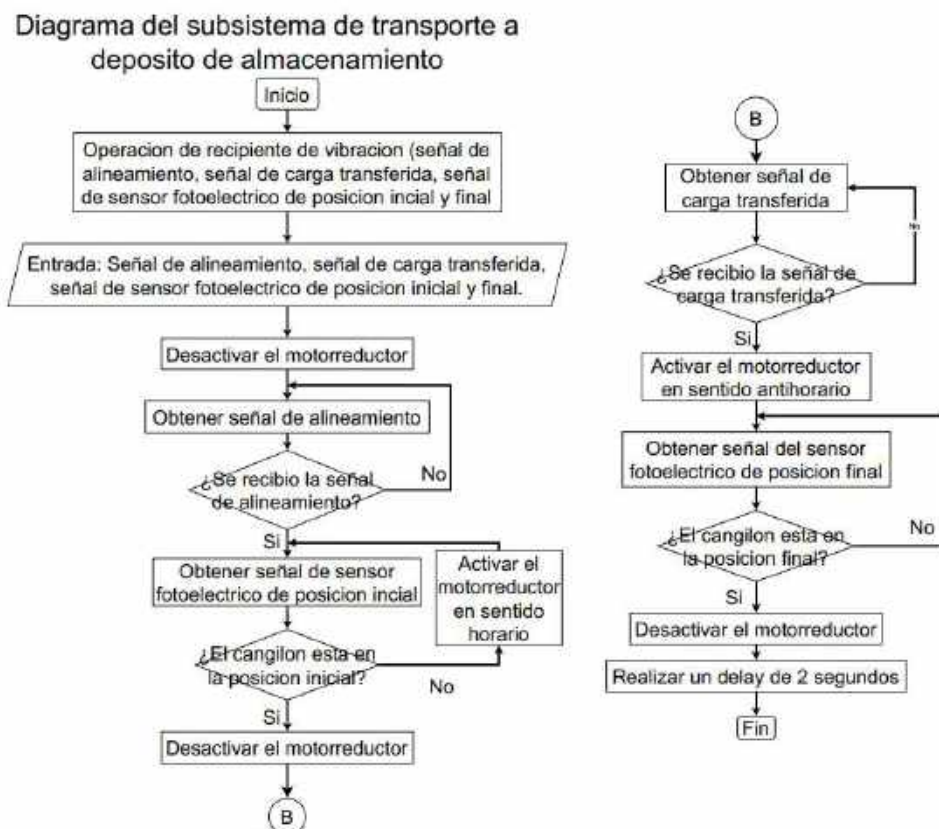 Diagrama del subsistema de transporte a
deposito de almacenamiento
Inicio
Operacion de recipiente de vibracion (señal de
alineamiento, señal de carga transferida, señal
de sensor fotoelectrico de posicion incial y final
Entrada: Señal de alineamiento, señal de carga transferida,
señal de sensor fotoelectrico de posicion inicial y final.
Desactivar el motorreductor
Obtener señal de alineamiento
¿Se recibio la señal
de alineamiento?
No
Si
Obtener señal de sensor
fotoelectrico de posicion incial
Activar el
motorreductor
en sentido
horario
¿El cangilon esta en
la posicion inicial?
No
Si
Desactivar el motorreductor
B
B
Obtener señal de
carga transferida
No
¿Se recibio la señal de
carga transferida?
Si
Activar el motorreductor
en sentido antihorario
Obtener señal del sensor
fotoelectrico de posicion final
¿El cangilon esta en
la posicion final?
No
Si
Desactivar el motorreductor
Realizar un delay de 2 segundos
Fin